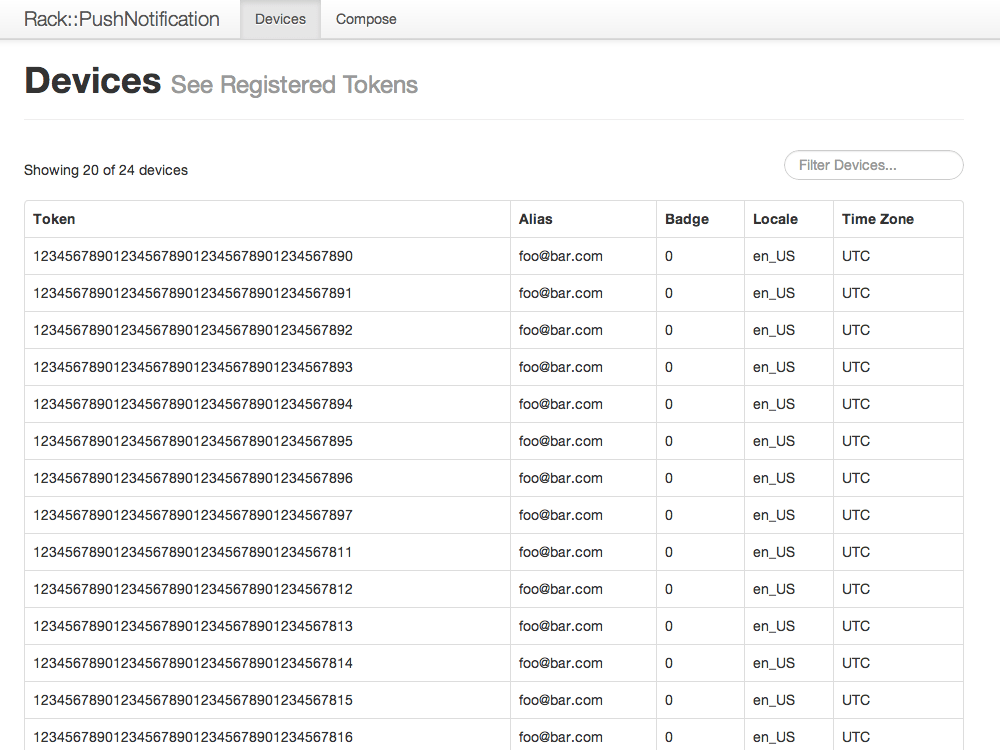 Rack::PushNotification Devices Compose
Devices See Registered Tokens
Showing 20 of 24 devices Filter Devices...
Token Alias Badge Locale Time Zone
1234567890123456789012345678901234567890 foo@bar.com 0 en_US UTC
1234567890123456789012345678901234567891 foo@bar.com 0 en_US UTC
1234567890123456789012345678901234567892 foo@bar.com 0 en_US UTC
1234567890123456789012345678901234567893 foo@bar.com 0 en_US UTC
1234567890123456789012345678901234567894 foo@bar.com 0 en_US UTC
1234567890123456789012345678901234567895 foo@bar.com 0 en_US UTC
1234567890123456789012345678901234567896 foo@bar.com 0 en_US UTC
1234567890123456789012345678901234567897 foo@bar.com 0 en_US UTC
1234567890123456789012345678901234567811 foo@bar.com 0 en_US UTC
1234567890123456789012345678901234567812 foo@bar.com 0 en_US UTC
1234567890123456789012345678901234567813 foo@bar.com 0 en_US UTC
1234567890123456789012345678901234567814 foo@bar.com 0 en_US UTC
1234567890123456789012345678901234567815 foo@bar.com 0 en_US UTC
1234567890123456789012345678901234567816 foo@bar.com 0 en_US UTC